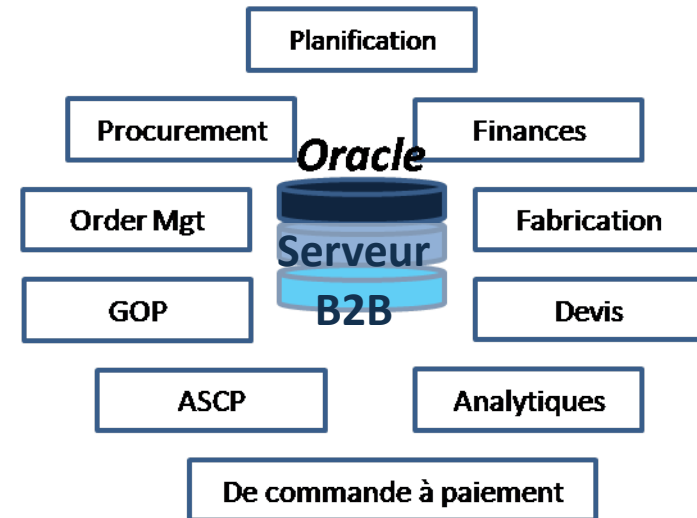 Planification
Procurement
Finances
Oracle
Order Mgt
Serveur
B2B
Fabrication
GOP
Devis
ASCP
Analytiques
De commande à paiement